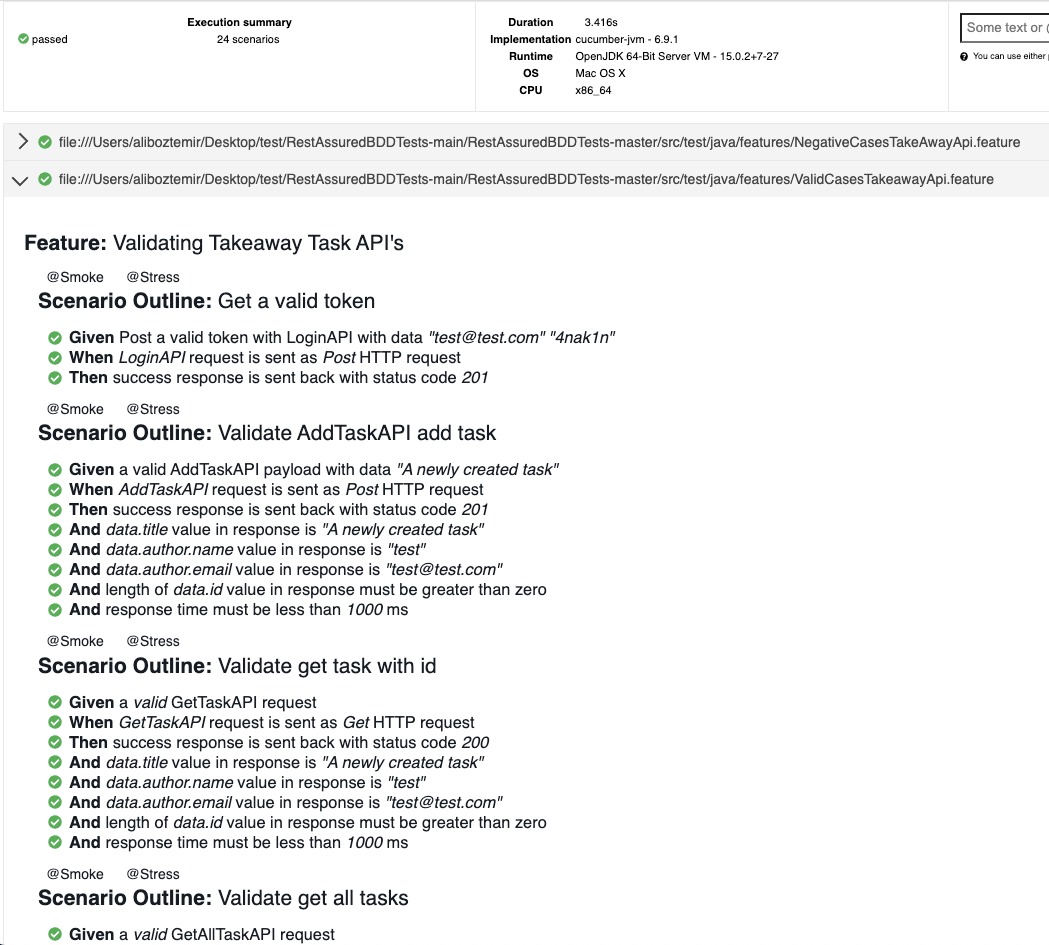 Execution summary
passed
24 scenarios
Duration 3.416s
Implementation cucumber-jvm - 6.9.1
Runtime OpenJDK 64-Bit Server VM - 15.0.2+7-27
OS Mac OS X
CPU x86_64
Some text or (
? You can use either
file:///Users/aliboztemir/Desktop/test/RestAssuredBDDTests-main/RestAssuredBDDTests-master/src/test/java/features/NegativeCasesTakeAwayApi.feature
file:///Users/aliboztemir/Desktop/test/RestAssuredBDDTests-main/RestAssuredBDDTests-master/src/test/java/features/ValidCasesTakeawayApi.feature
Feature: Validating Takeaway Task API's
@Smoke @Stress
Scenario Outline: Get a valid token
Given Post a valid token with LoginAPI with data "test@test.com" "4nak1n"
When LoginAPI request is sent as Post HTTP request
Then success response is sent back with status code 201
@Smoke @Stress
Scenario Outline: Validate AddTaskAPI add task
Given a valid AddTaskAPI payload with data "A newly created task"
When AddTaskAPI request is sent as Post HTTP request
Then success response is sent back with status code 201
And data.title value in response is "A newly created task"
And data.author.name value in response is "test"
And data.author.email value in response is "test@test.com"
And length of data.id value in response must be greater than zero
And response time must be less than 1000 ms
@Smoke @Stress
Scenario Outline: Validate get task with id
Given a valid GetTaskAPI request
When GetTaskAPI request is sent as Get HTTP request
Then success response is sent back with status code 200
And data.title value in response is "A newly created task"
And data.author.name value in response is "test"
And data.author.email value in response is "test@test.com"
And length of data.id value in response must be greater than zero
And response time must be less than 1000 ms
@Smoke @Stress
Scenario Outline: Validate get all tasks
Given a valid GetAllTaskAPI request